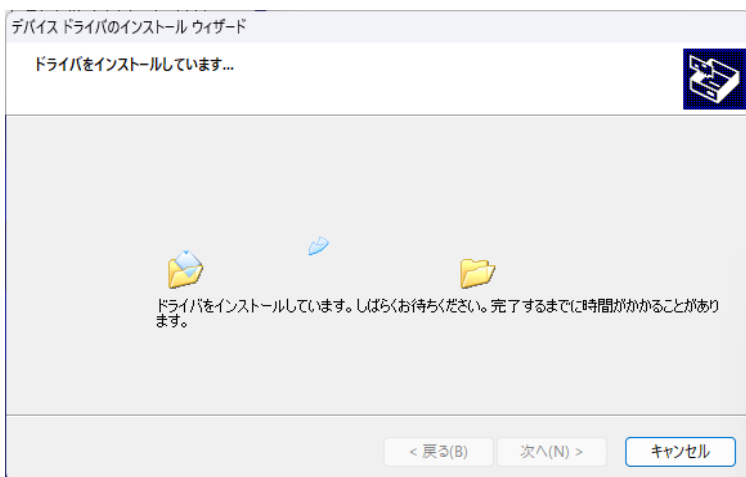 デバイス ドライバのインストール ウィザード
ドライバをインストールしています...
ドライバをインストールしています。しばらくお待ちください。完了するまでに時間がかかることがあり
ます。
< 戻る(B)
次へ(N) >
キャンセル